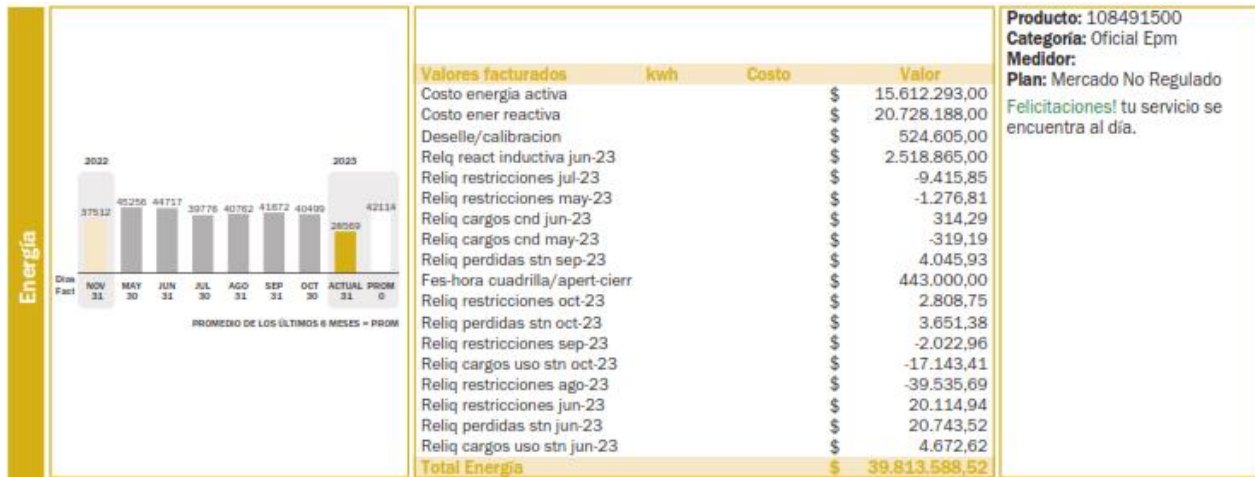 Energía
2022
2023
37512
45256
44717
39776
40762
41672
40499
28569
42114
Dias
Fact
NOV
31
MAY
30
JUN
31
JUL
30
AGO
31
SEP
31
OCT
30
ACTUAL
31
PROM
0
PROMEDIO DE LOS ÚLTIMOS 6 MESES = PROM
Valores facturados kwh Costo Valor
Costo energia activa $ 15.612.293,00
Costo ener reactiva $ 20.728.188,00
Deselle/calibracion $ 524.605,00
Relq react inductiva jun-23 $ 2.518.865,00
Reliq restricciones jul-23 $ -9.415,85
Reliq restricciones may-23 $ -1.276,81
Reliq cargos cnd jun-23 $ 314,29
Reliq cargos cnd may-23 $ -319,19
Reliq perdidas stn sep-23 $ 4.045,93
Fes-hora cuadrilla/apert-cierr $ 443.000,00
Reliq restricciones oct-23 $ 2.808,75
Reliq perdidas stn oct-23 $ 3.651,38
Reliq restricciones sep-23 $ -2.022,96
Reliq cargos uso stn oct-23 $ -17.143,41
Reliq restricciones ago-23 $ -39.535,69
Reliq restricciones jun-23 $ 20.114,94
Reliq perdidas stn jun-23 $ 20.743,52
Reliq cargos uso stn jun-23 $ 4.672,62
Total Energía $ 39.813.588,52
Producto: 108491500
Categoría: Oficial Epm
Medidor:
Plan: Mercado No Regulado
Felicitaciones! tu servicio se
encuentra al día.